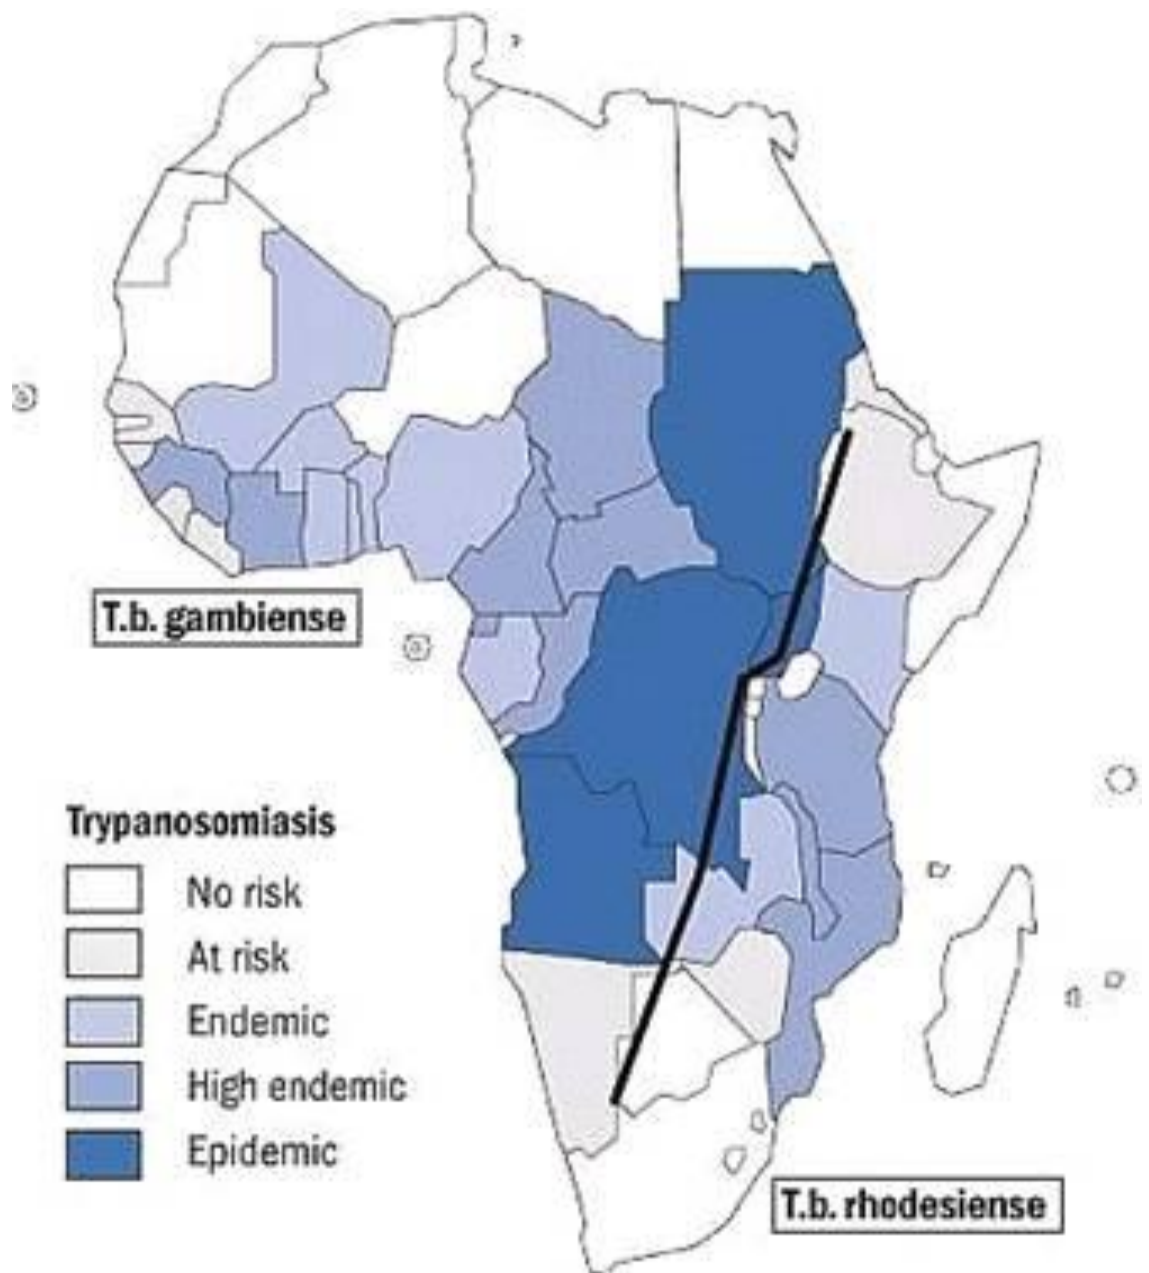 T.b. gambiense
Trypanosomiasis
No risk
At risk
Endemic
High endemic
Epidemic
T.b. rhodesiense